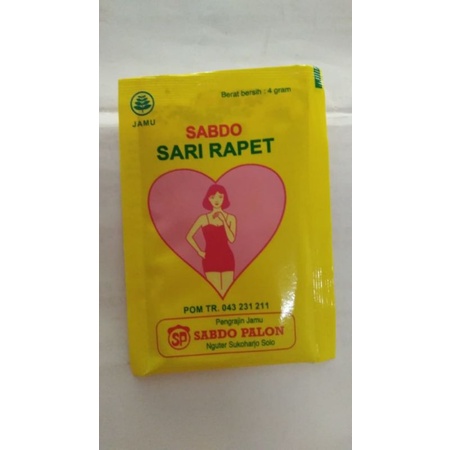 Berat bersih : 4 gram
JAMU
SABDO
SARI RAPET
POM TR. 043 231 211
Pengrajin Jamu
SP
SABDO PALON
Nguter Sukoharjo Solo